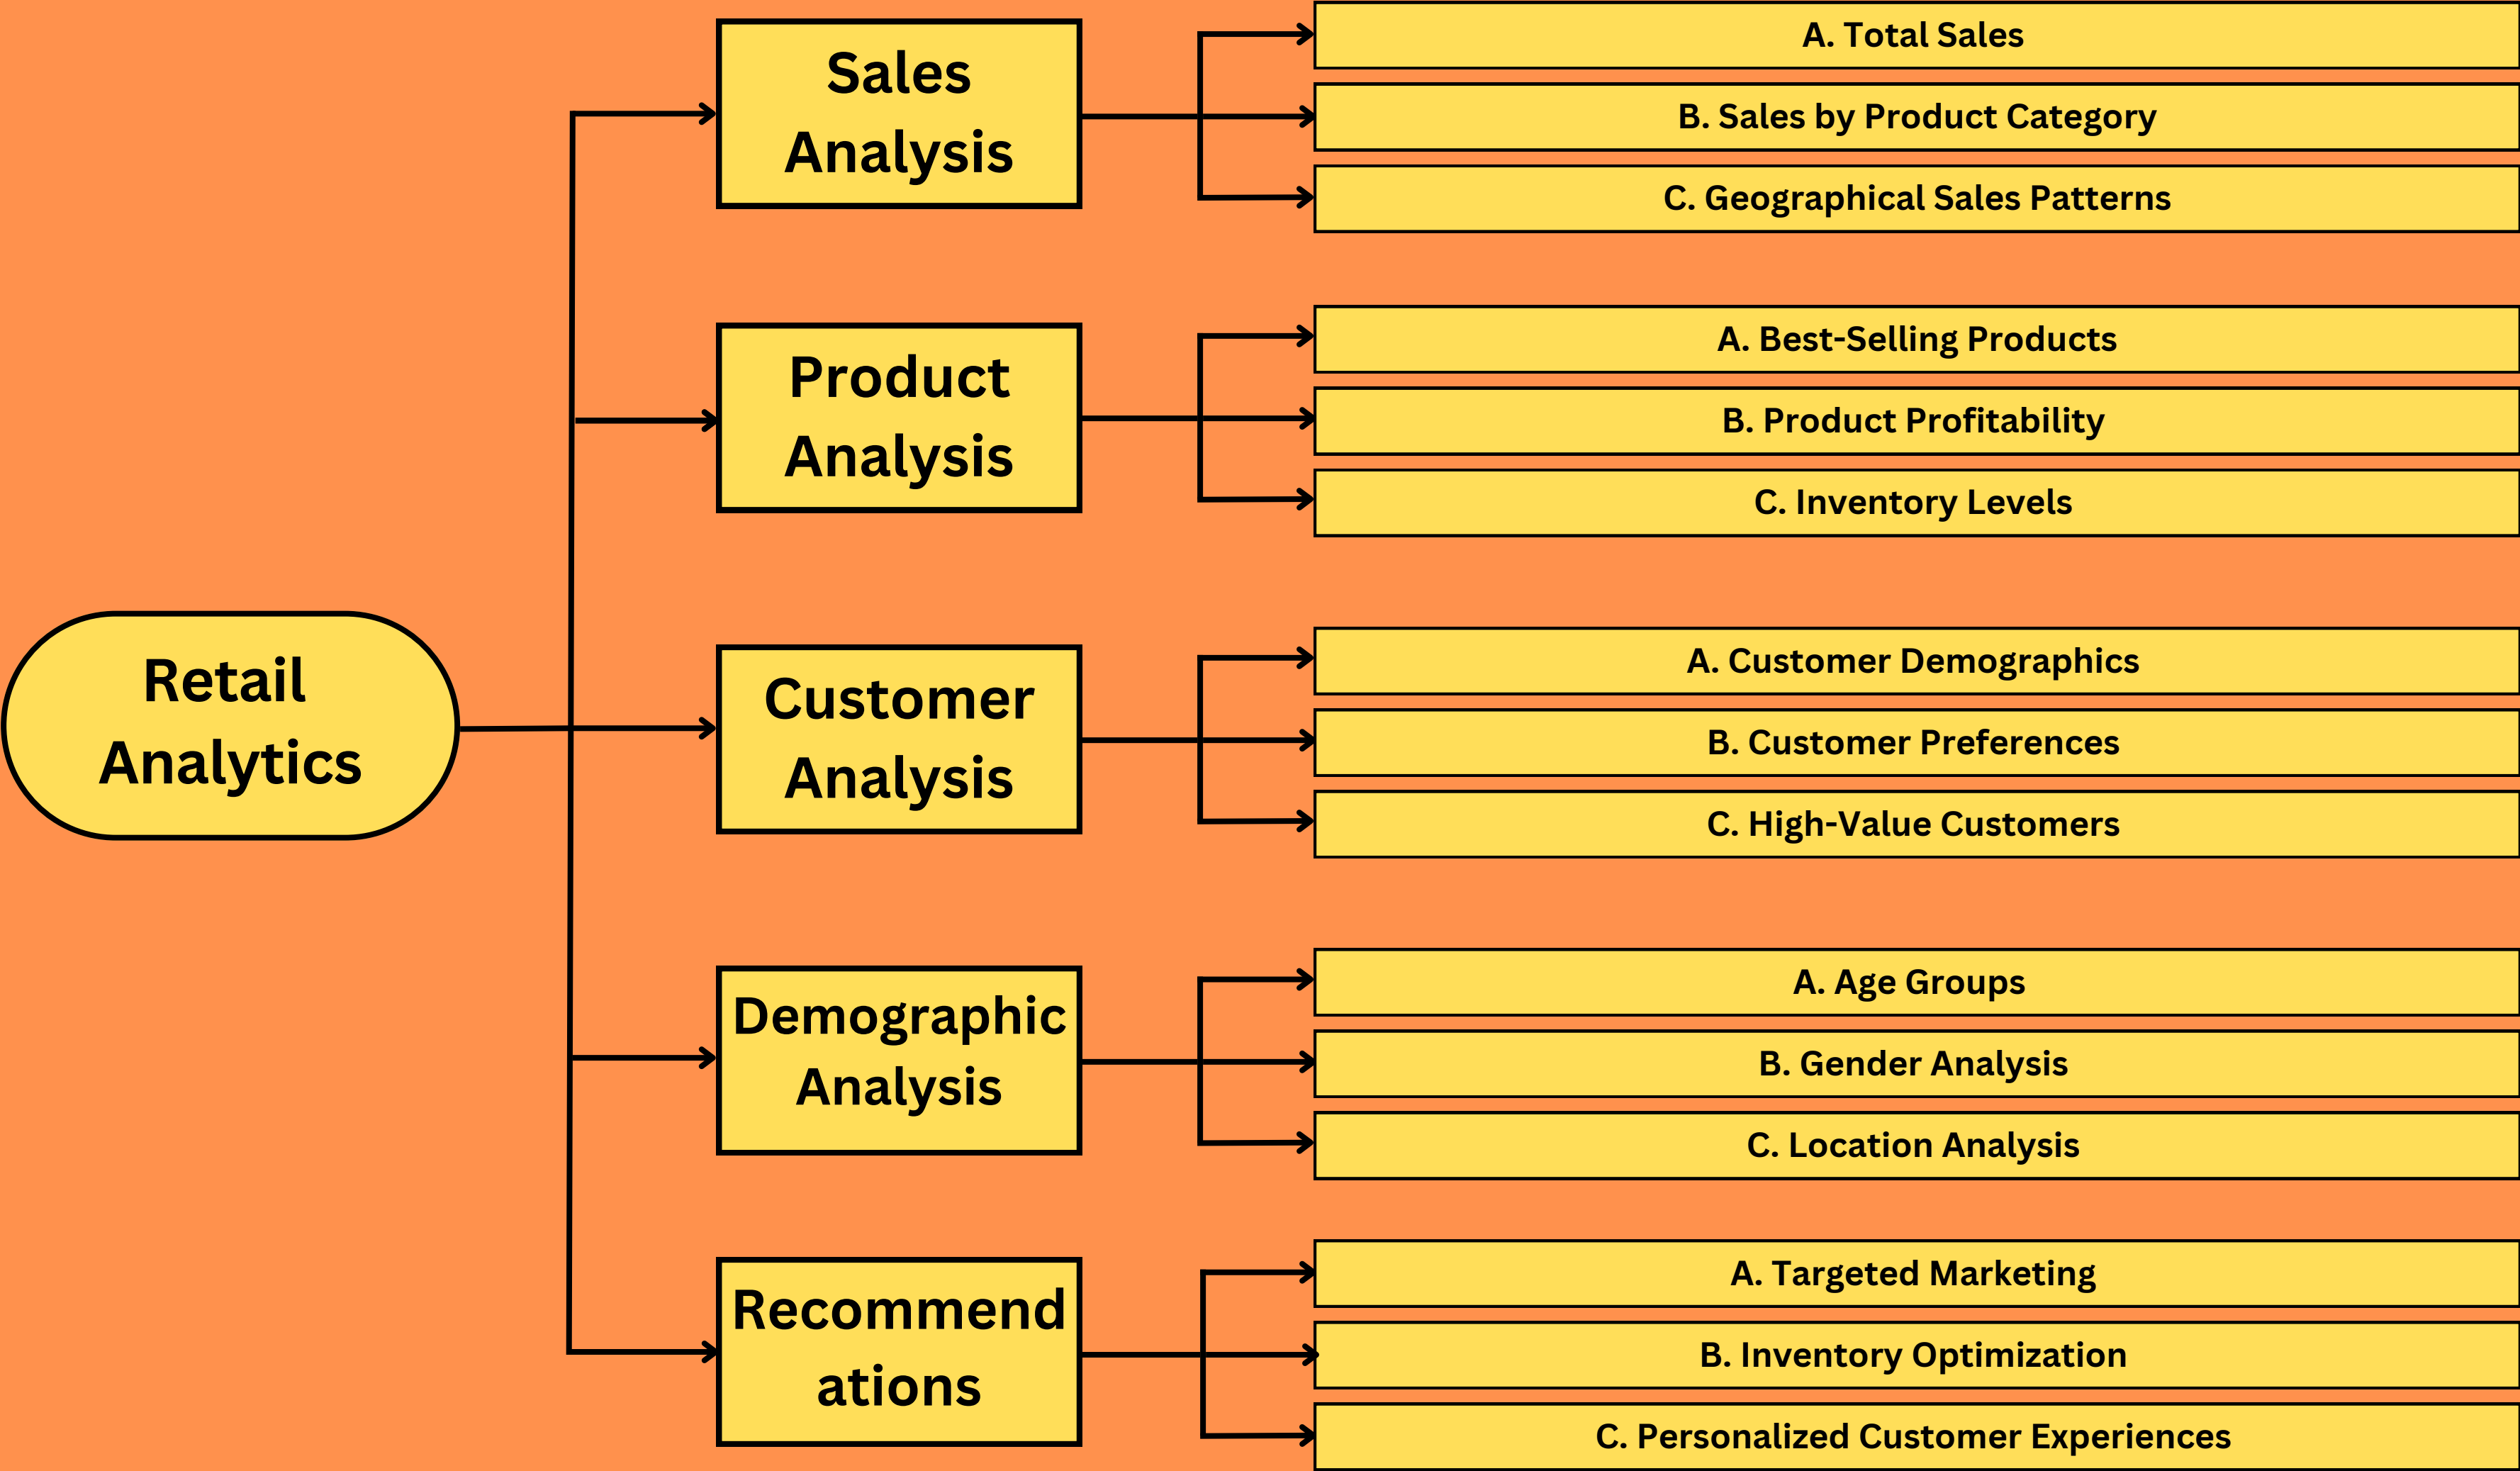 Sales
Analysis
A. Total Sales
B. Sales by Product Category
C. Geographical Sales Patterns
Product
Analysis
A. Best-Selling Products
B. Product Profitability
C. Inventory Levels
Retail
Analytics
Customer
Analysis
A. Customer Demographics
B. Customer Preferences
C. High-Value Customers
Demographic
Analysis
A. Age Groups
B. Gender Analysis
C. Location Analysis
Recommend
ations
A. Targeted Marketing
B. Inventory Optimization
C. Personalized Customer Experiences